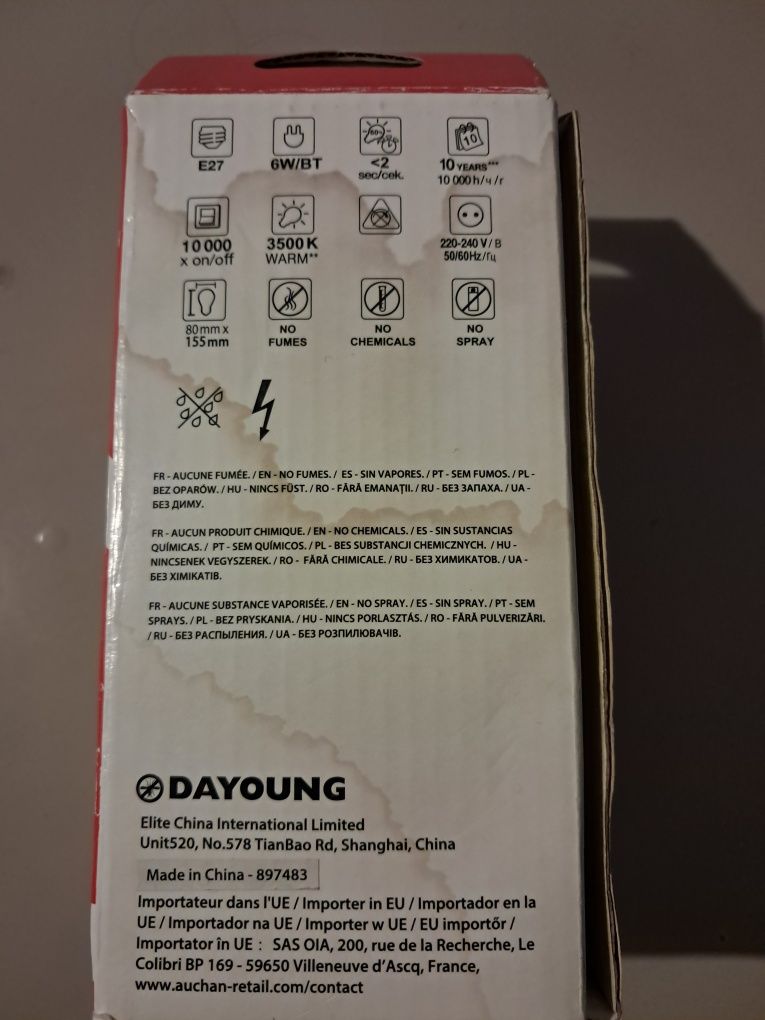 E27
6W/BT
<2
sec/cek.
10 YEARS***
10 000 h/ч/г
10 000
x on/off
3500 K
WARM**
220-240 V / B
50/60Hz/Гц
80 mm x
155 mm
NO
FUMES
NO
CHEMICALS
NO
SPRAY
FR - AUCUNE FUMÉE. / EN - NO FUMES. / ES - SIN VAPORES. / PT - SEM FUMOS. / PL -
BEZ OPARÓW. / HU - NINCS FÜST. / RO - FĂRĂ EMANAȚII. / RU - БЕЗ ЗАПАХА. / UA -
БЕЗ ДИМУ.
FR - AUCUN PRODUIT CHIMIQUE. / EN - NO CHEMICALS. / ES - SIN SUSTANCIAS
QUÍMICAS. / PT - SEM QUÍMICOS. / PL - BES SUBSTANCJI CHEMICZNYCH. / HU -
NINCSENEK VEGYSZEREK. / RO - FĂRĂ CHIMICALE. / RU - БЕЗ ХИМИКАТОВ. / UA -
БЕЗ ХІМІКАТІВ.
FR - AUCUNE SUBSTANCE VAPORISÉE. / EN - NO SPRAY. / ES - SIN SPRAY. / PT - SEM
SPRAYS. / PL - BEZ PRYSKANIA. / HU - NINCS PORLASZTÁS. / RO - FĂRĂ PULVERIZĂRI.
/ RU - БЕЗ РАСПЫЛЕНИЯ. / UA - БЕЗ РОЗПИЛЮВАЧІВ.
DAYOUNG
Elite China International Limited
Unit520, No.578 TianBao Rd, Shanghai, China
Made in China - 897483
Importateur dans l'UE / Importer in EU / Importador en la
UE / Importador na UE / Importer w UE / EU importőr /
Importator în UE : SAS OIA, 200, rue de la Recherche, Le
Colibri BP 169 - 59650 Villeneuve d'Ascq, France,
www.auchan-retail.com/contact